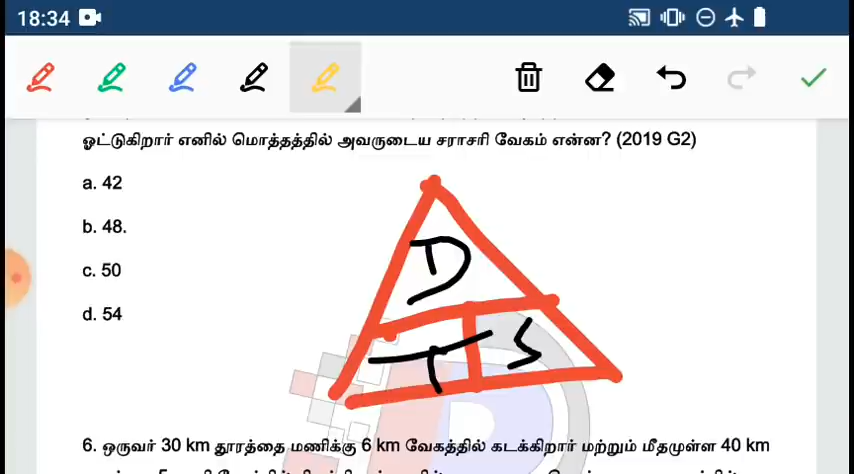 18:34
ஓட்டுகிறார் எனில் மொத்தத்தில் அவருடைய சராசரி வேகம் என்ன? (2019 G2)
a. 42
b. 48.
c. 50
d. 54
D
T S
6. ஒருவர் 30 km தூரத்தை மணிக்கு 6 km வேகத்தில் கடக்கிறார் மற்றும் மீதமுள்ள 40 km